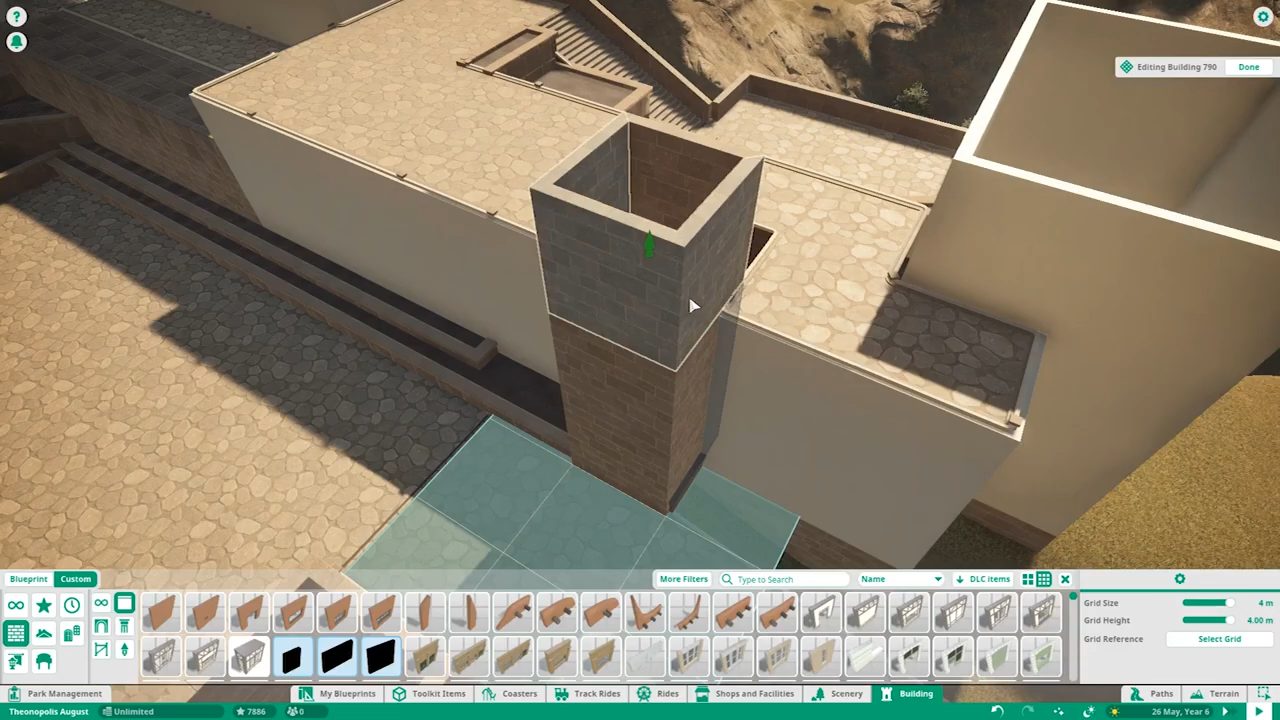 ?
Editing Building 790
Done
Blueprint
Custom
More Filters
Type to Search
Name
DLC items
Grid Size
4 m
Grid Height
4.00 m
Grid Reference
Select Grid
Park Management
My Blueprints
Toolkit Items
Coasters
Track Rides
Rides
Shops and Facilities
Scenery
Building
Paths
Terrain
Theonopolis August
Unlimited
7886
0
26 May, Year 6